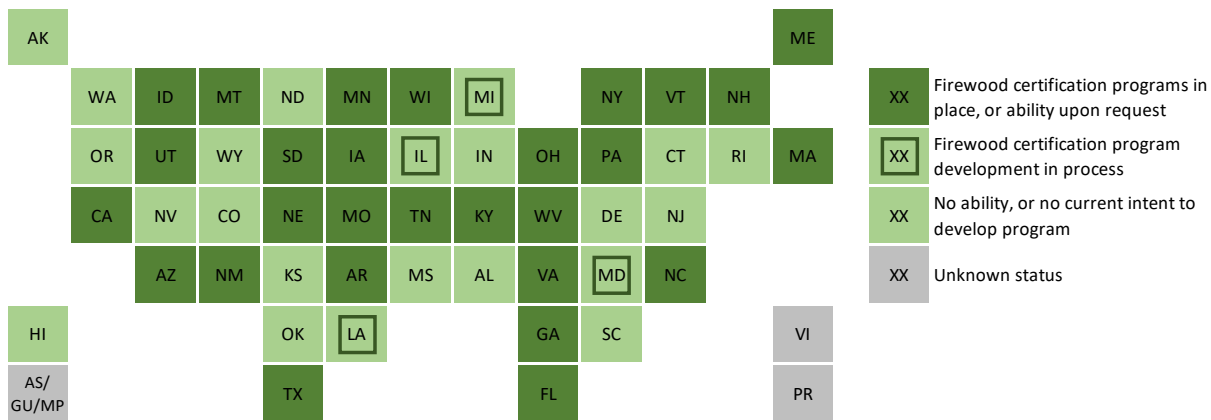 AK ME
WA ID MT ND MN WI MI NY VT NH XX Firewood certification programs in
place, or ability upon request
OR UT WY SD IA IL IN OH PA CT RI MA XX Firewood certification program
development in process
CA NV CO NE MO TN KY WV DE NJ XX No ability, or no current intent to
develop program
AZ NM KS AR MS AL VA MD NC XX Unknown status
HI OK LA GA SC VI
AS/
GU/MP TX FL PR